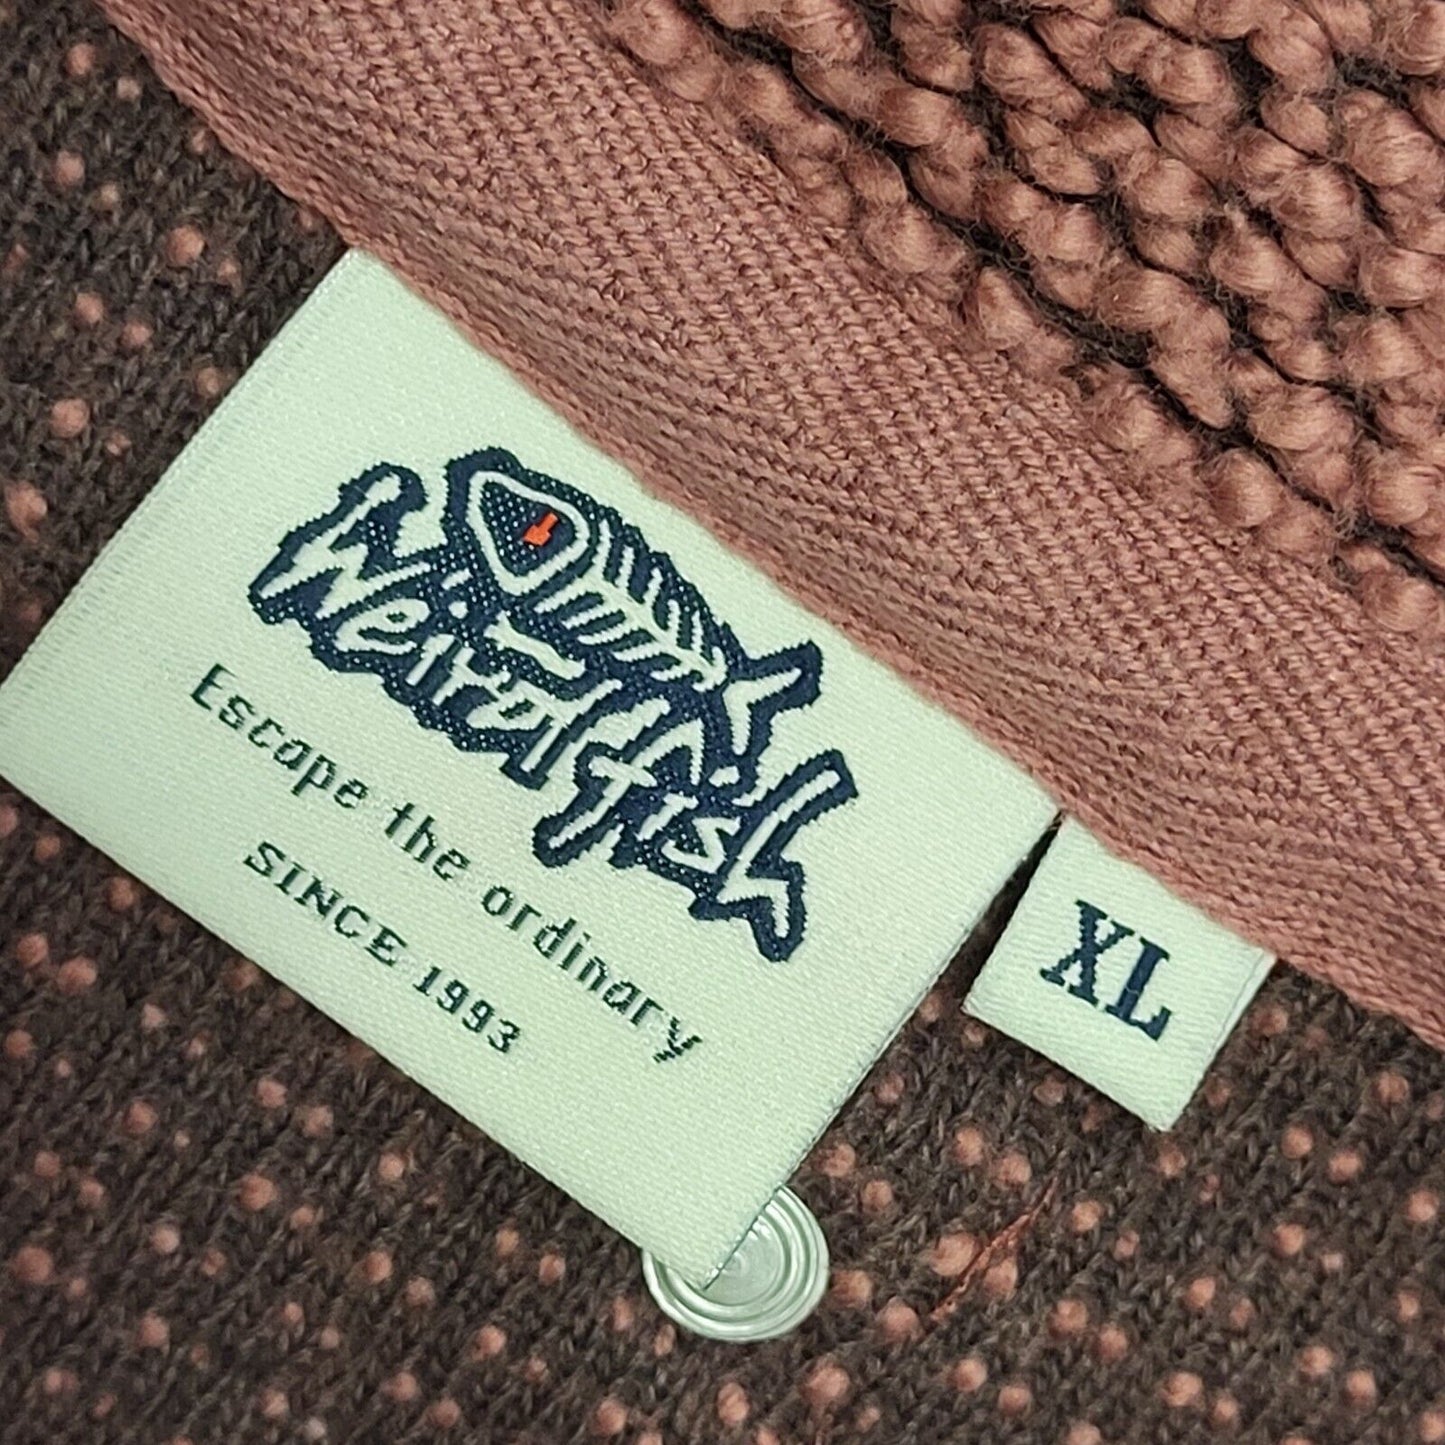 Weird fish
Escape the ordinary
SINCE 1993
XL